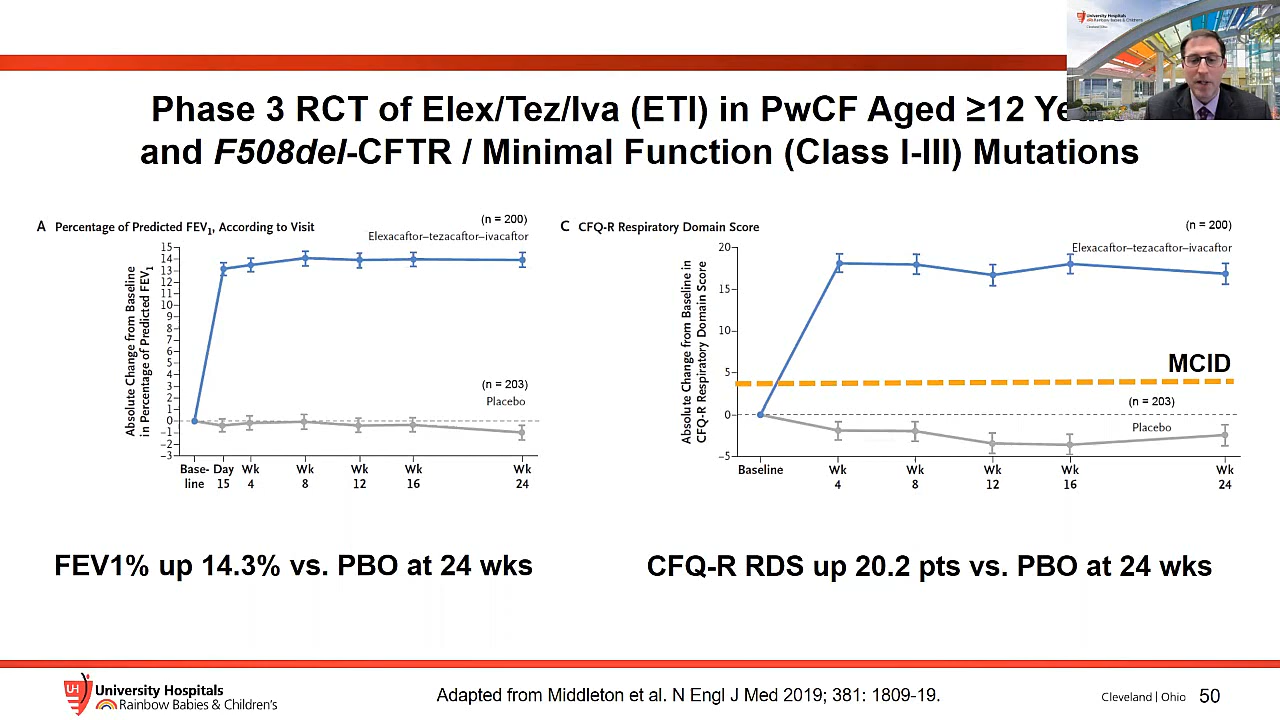 Phase 3 RCT of Elex/Tez/Iva (ETI) in PwCF Aged ≥12
and F508del-CFTR / Minimal Function (Class I-III) Mutations
A Percentage of Predicted FEV1, According to Visit
(n = 200)
Elexacaftor–tezacaftor–ivacaftor
Absolute Change from Baseline
in Percentage of Predicted FEV1
15
14
13
12
11
10
9
8
7
6
5
4
3
2
1
0
−1
−2
−3
(n = 203)
Placebo
Base- Day Wk Wk Wk Wk Wk
line 15 4 8 12 16 24
C CFQ-R Respiratory Domain Score
(n = 200)
Elexacaftor–tezacaftor–ivacaftor
Absolute Change from Baseline in
CFQ-R Respiratory Domain Score
20
15
10
5
0
−5
MCID
(n = 203)
Placebo
Baseline Wk Wk Wk Wk Wk
4 8 12 16 24
FEV1% up 14.3% vs. PBO at 24 wks
CFQ-R RDS up 20.2 pts vs. PBO at 24 wks
UH University Hospitals
Rainbow Babies & Children's
Adapted from Middleton et al. N Engl J Med 2019; 381: 1809-19.
Cleveland | Ohio 50
University Hospitals
Rainbow Babies & Children's